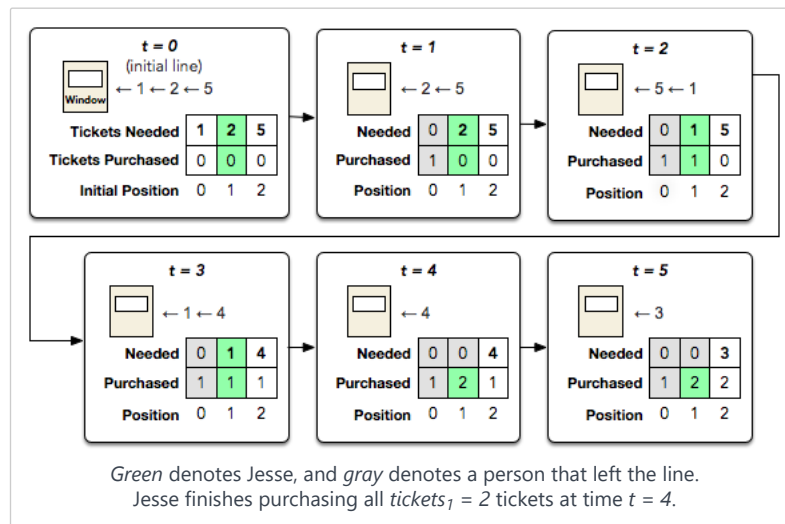 t = 0
(initial line)
Window
← 1 ← 2 ← 5
Tickets Needed 1 2 5
Tickets Purchased 0 0 0
Initial Position 0 1 2
t = 1
← 2 ← 5
Needed 0 2 5
Purchased 1 0 0
Position 0 1 2
t = 2
← 5 ← 1
Needed 0 1 5
Purchased 1 1 0
Position 0 1 2
t = 3
← 1 ← 4
Needed 0 1 4
Purchased 1 1 1
Position 0 1 2
t = 4
← 4
Needed 0 0 4
Purchased 1 2 1
Position 0 1 2
t = 5
← 3
Needed 0 0 3
Purchased 1 2 2
Position 0 1 2
Green denotes Jesse, and gray denotes a person that left the line.
Jesse finishes purchasing all tickets₁ = 2 tickets at time t = 4.